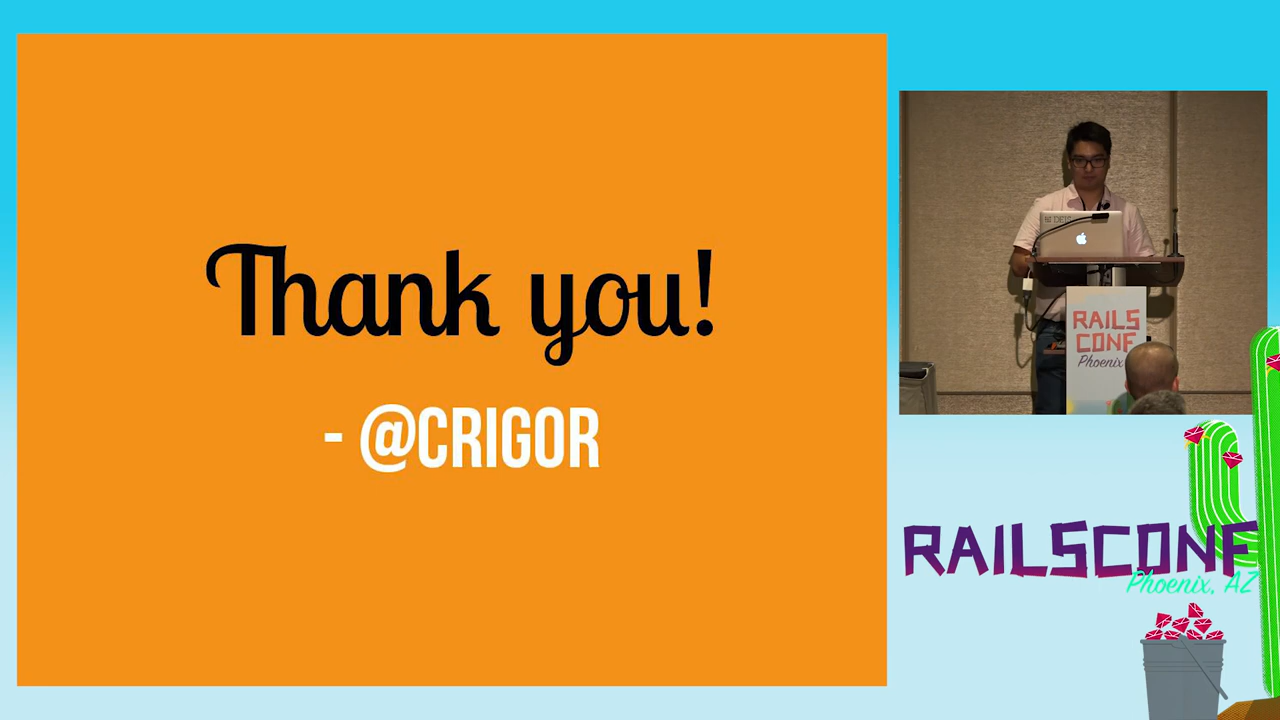 Thank you!
- @CRIGOR
RAILS
CONF
Phoenix
RAILSCONF
Phoenix, AZ